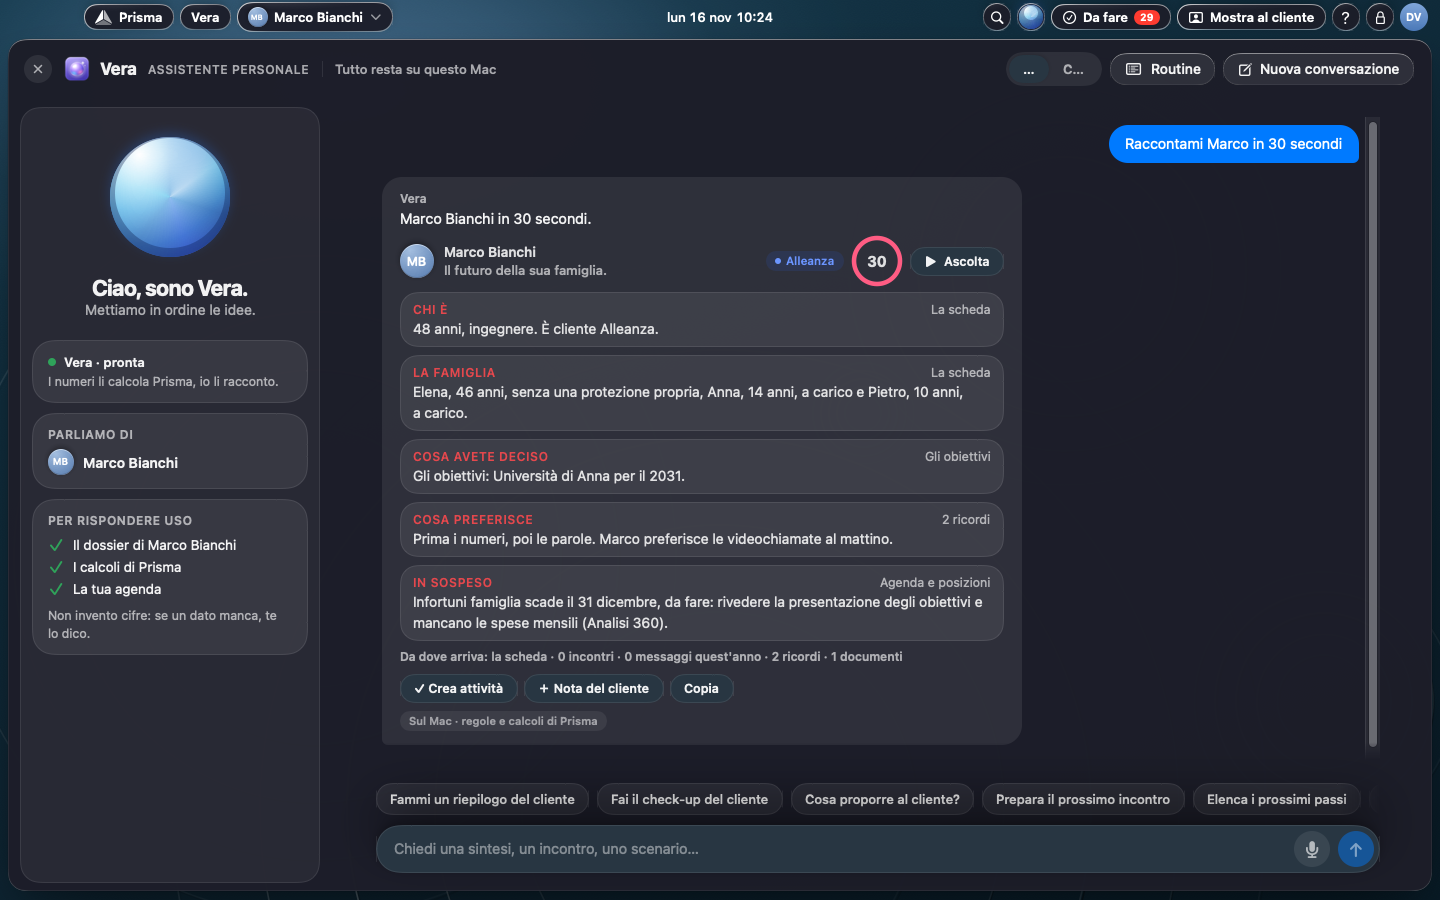 Prisma
Vera
MB Marco Bianchi
lun 16 nov 10:24
Da fare 29
Mostra al cliente
?
DV
Vera ASSISTENTE PERSONALE Tutto resta su questo Mac
...
C...
Routine
Nuova conversazione
Ciao, sono Vera.
Mettiamo in ordine le idee.
Vera · pronta
I numeri li calcola Prisma, io li racconto.
PARLIAMO DI
MB Marco Bianchi
PER RISPONDERE USO
Il dossier di Marco Bianchi
I calcoli di Prisma
La tua agenda
Non invento cifre: se un dato manca, te
lo dico.
Raccontami Marco in 30 secondi
Vera
Marco Bianchi in 30 secondi.
MB
Marco Bianchi
Il futuro della sua famiglia.
Alleanza
30
Ascolta
CHI È La scheda
48 anni, ingegnere. È cliente Alleanza.
LA FAMIGLIA La scheda
Elena, 46 anni, senza una protezione propria, Anna, 14 anni, a carico e Pietro, 10 anni,
a carico.
COSA AVETE DECISO Gli obiettivi
Gli obiettivi: Università di Anna per il 2031.
COSA PREFERISCE 2 ricordi
Prima i numeri, poi le parole. Marco preferisce le videochiamate al mattino.
IN SOSPESO Agenda e posizioni
Infortuni famiglia scade il 31 dicembre, da fare: rivedere la presentazione degli obiettivi e
mancano le spese mensili (Analisi 360).
Da dove arriva: la scheda · 0 incontri · 0 messaggi quest'anno · 2 ricordi · 1 documenti
Crea attività
+ Nota del cliente
Copia
Sul Mac · regole e calcoli di Prisma
Fammi un riepilogo del cliente
Fai il check-up del cliente
Cosa proporre al cliente?
Prepara il prossimo incontro
Elenca i prossimi passi
Chiedi una sintesi, un incontro, uno scenario...